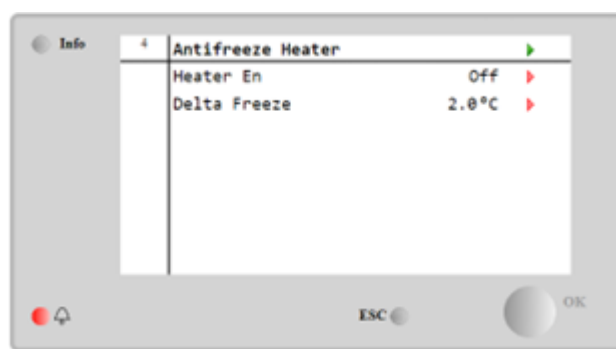 Info
4 Antifreeze Heater
Heater En Off
Delta Freeze 2.0°C
ESC
OK